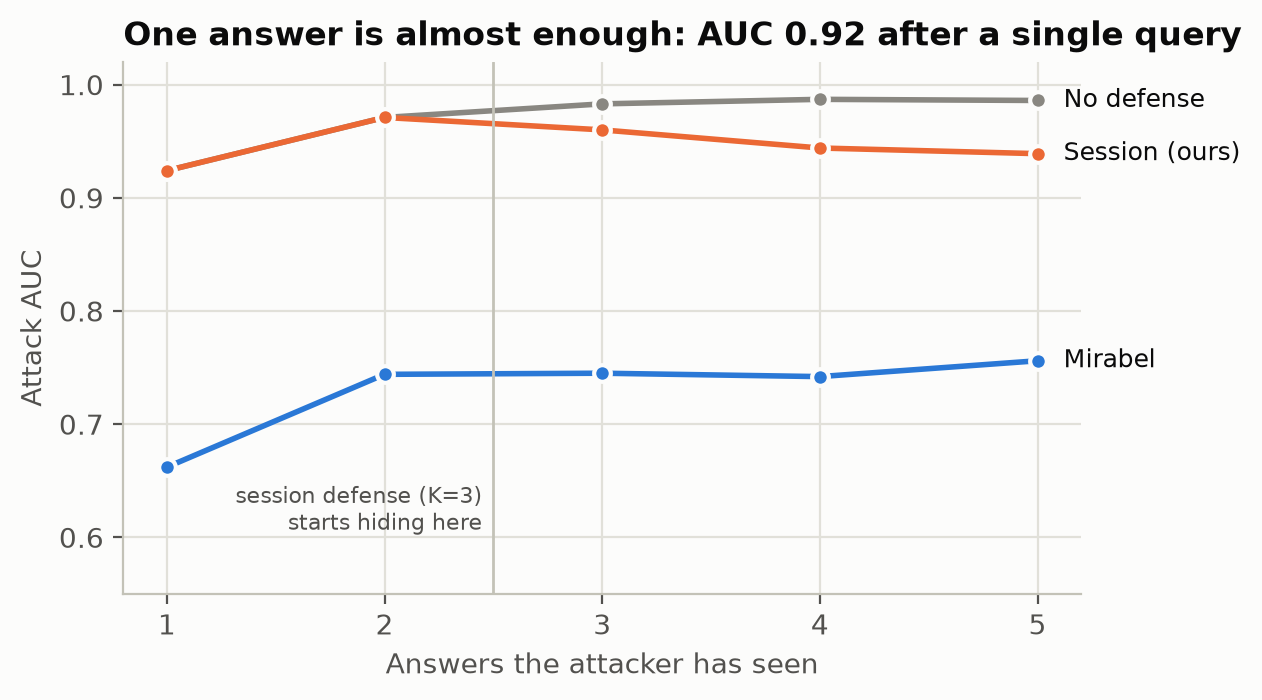 One answer is almost enough: AUC 0.92 after a single query
1.0
0.9
0.8
0.7
0.6
Attack AUC
No defense
Session (ours)
Mirabel
session defense (K=3)
starts hiding here
1 2 3 4 5
Answers the attacker has seen